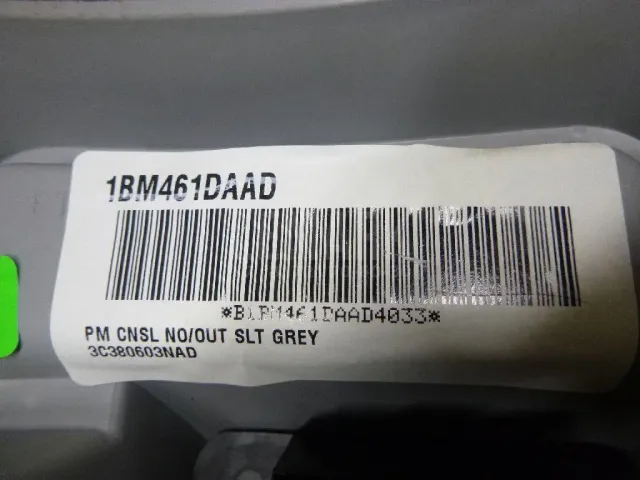 1BM461DAAD
*B1BM461DAAD4033*
PM CNSL NO/OUT SLT GREY
3C380603NAD